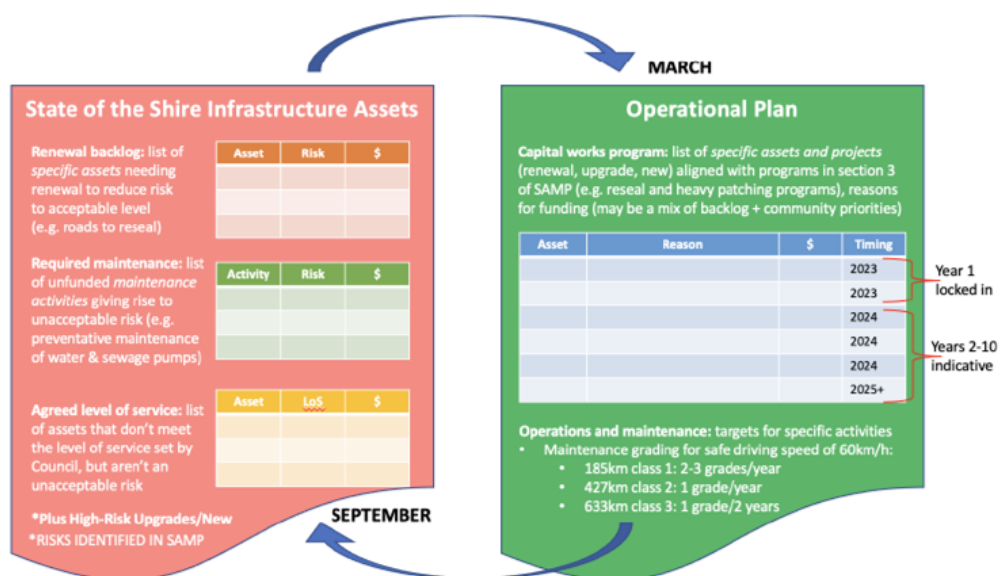 MARCH
State of the Shire Infrastructure Assets
Renewal backlog: list of
specific assets needing
renewal to reduce risk
to acceptable level
(e.g. roads to reseal)
Asset Risk $
Required maintenance: list
of unfunded maintenance
activities giving rise to
unacceptable risk (e.g.
preventative maintenance
of water & sewage pumps)
Activity Risk $
Agreed level of service: list
of assets that don't meet
the level of service set by
Council, but aren't an
unacceptable risk
Asset LoS $
*Plus High-Risk Upgrades/New
*RISKS IDENTIFIED IN SAMP
SEPTEMBER
Operational Plan
Capital works program: list of specific assets and projects
(renewal, upgrade, new) aligned with programs in section 3
of SAMP (e.g. reseal and heavy patching programs), reasons
for funding (may be a mix of backlog + community priorities)
Asset Reason $ Timing
2023
2023
2024
2024
2024
2025+
Year 1
locked in
Years 2-10
indicative
Operations and maintenance: targets for specific activities
• Maintenance grading for safe driving speed of 60km/h:
• 185km class 1: 2-3 grades/year
• 427km class 2: 1 grade/year
• 633km class 3: 1 grade/2 years